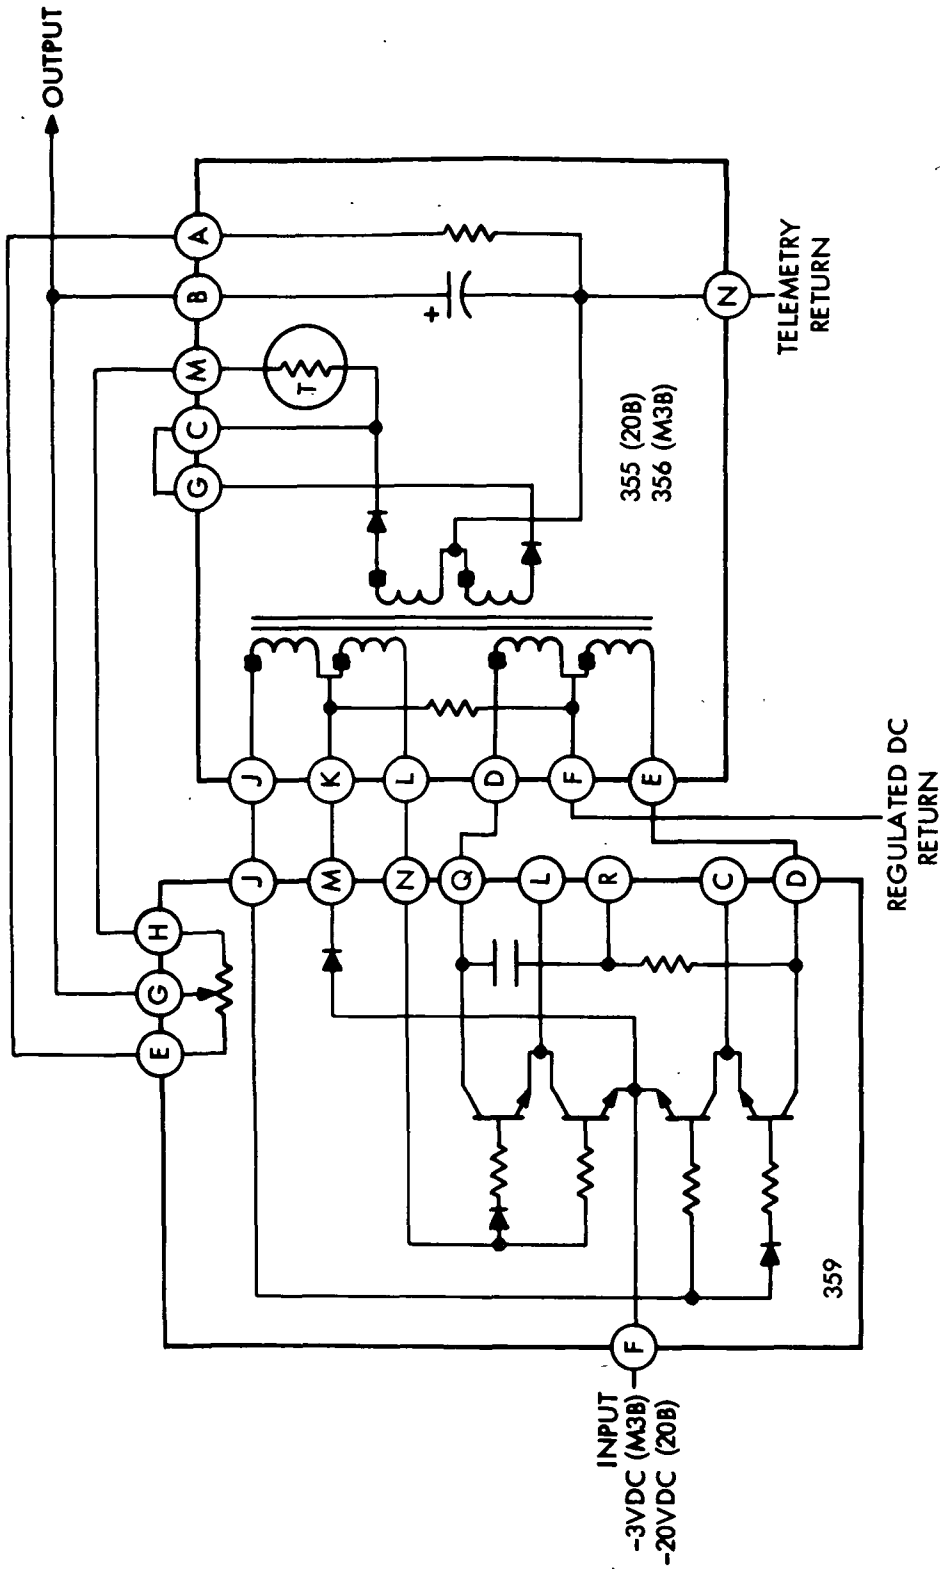 OUTPUT
A
B
M
C
G
T
+
N
TELEMETRY
RETURN
355 (20B)
356 (M3B)
J
K
L
D
F
E
REGULATED DC
RETURN
H
G
E
J
M
N
Q
L
R
C
D
359
F
INPUT
-3VDC (M3B)
-20VDC (20B)